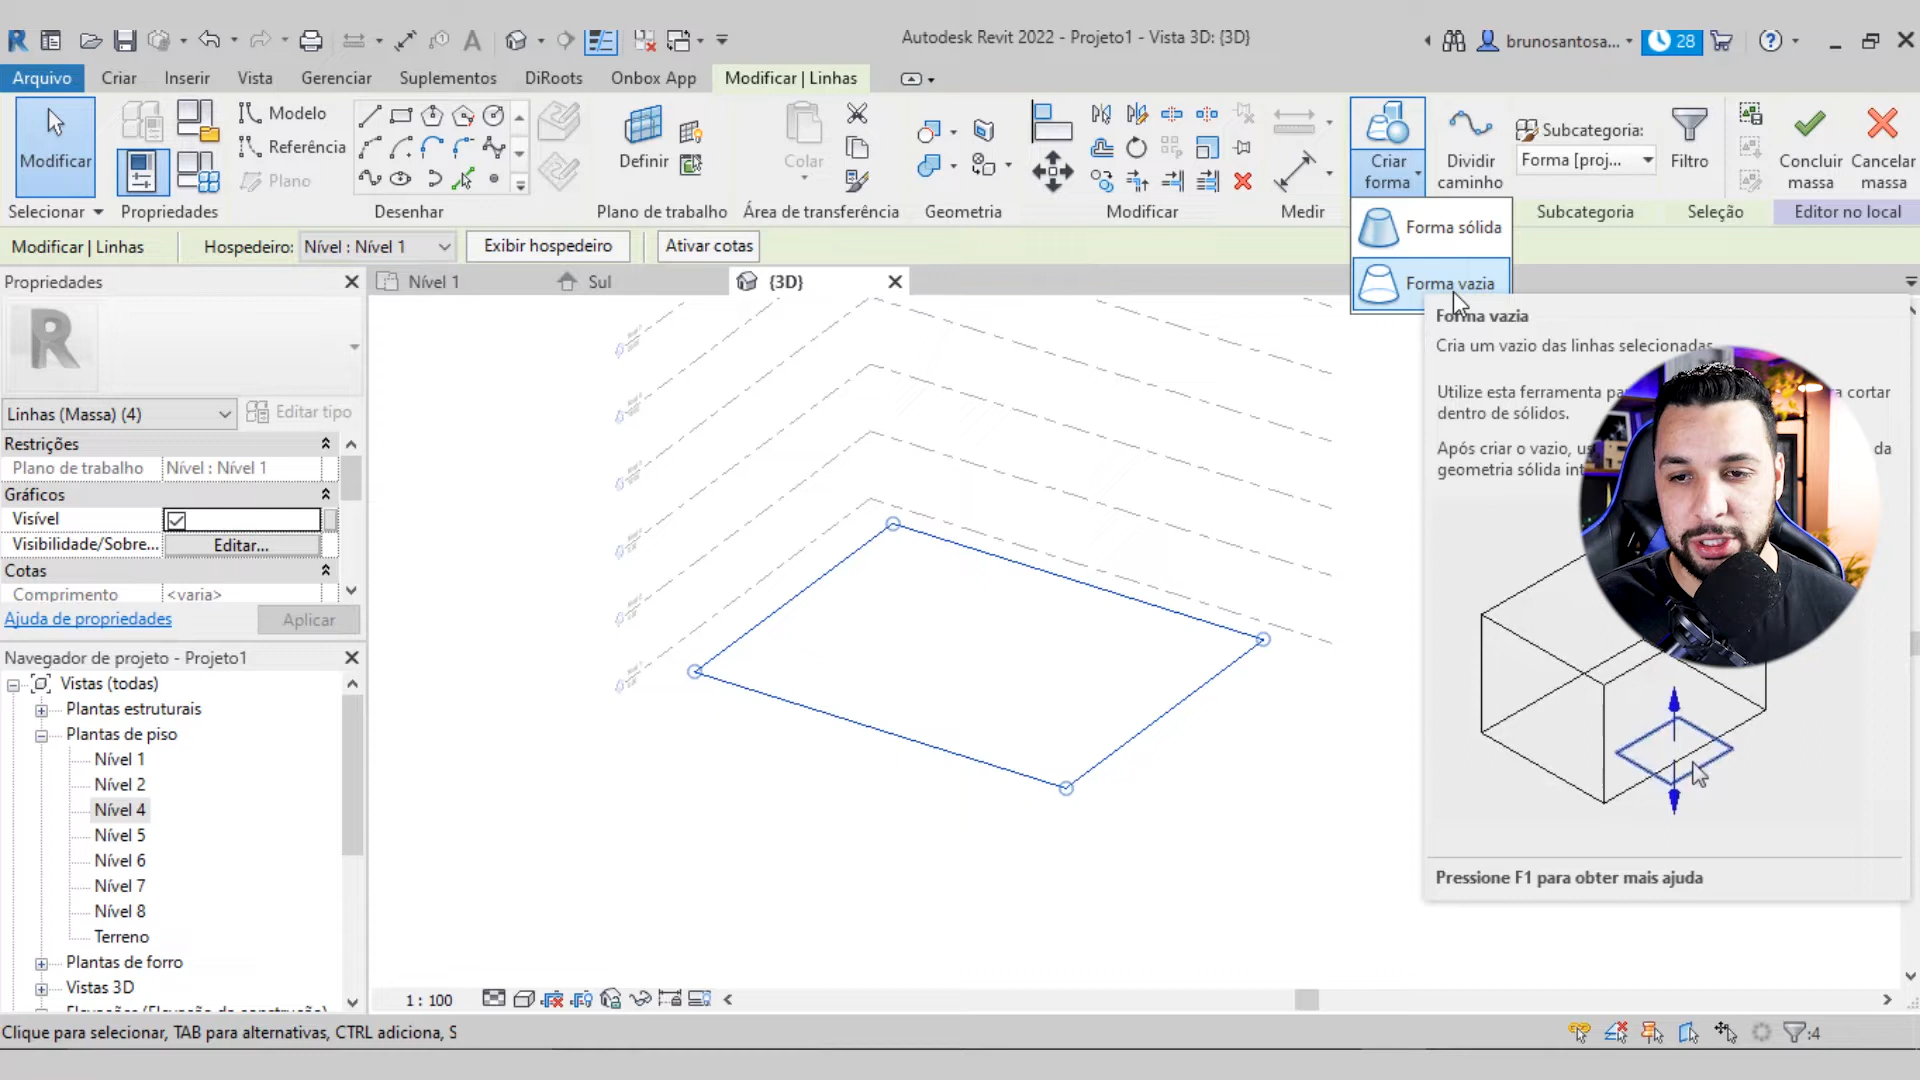 Autodesk Revit 2022 - Projeto1 - Vista 3D: {3D}
brunosantosa...
28
Arquivo
Criar
Inserir
Vista
Gerenciar
Suplementos
DiRoots
Onbox App
Modificar | Linhas
Modificar
Modelo
Referência
Plano
Definir
Colar
Criar
forma
Dividir
caminho
Subcategoria:
Forma [proj...
Filtro
Concluir
massa
Cancelar
massa
Selecionar
Propriedades
Desenhar
Plano de trabalho
Área de transferência
Geometria
Modificar
Medir
Subcategoria
Seleção
Editor no local
Modificar | Linhas
Hospedeiro:
Nível : Nível 1
Exibir hospedeiro
Ativar cotas
Forma sólida
Forma vazia
Propriedades
Nível 1
Sul
{3D}
Forma vazia
Cria um vazio das linhas selecionadas
Utilize esta ferramenta
a cortar
dentro de sólidos.
Após criar o vazio,
da
geometria sólida
Linhas (Massa) (4)
Editar tipo
Restrições
Plano de trabalho
Nível : Nível 1
Gráficos
Visível
Visibilidade/Sobre...
Editar...
Cotas
Comprimento
<varia>
Ajuda de propriedades
Aplicar
Navegador de projeto - Projeto1
Vistas (todas)
Plantas estruturais
Plantas de piso
Nível 1
Nível 2
Nível 4
Nível 5
Nível 6
Nível 7
Nível 8
Terreno
Plantas de forro
Vistas 3D
Pressione F1 para obter mais ajuda
1 : 100
Clique para selecionar, TAB para alternativas, CTRL adiciona, S
:4